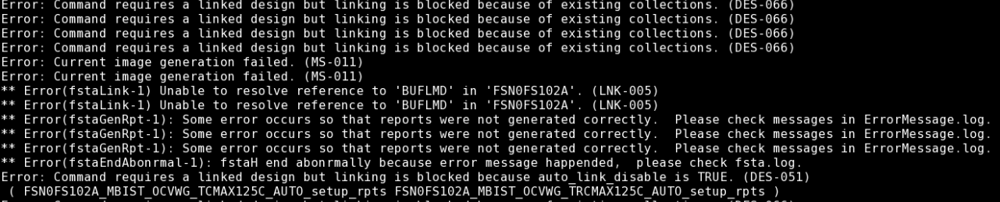 Error: Command requires a linked design but linking is blocked because of existing collections. (DES-066)
Error: Command requires a linked design but linking is blocked because of existing collections. (DES-066)
Error: Command requires a linked design but linking is blocked because of existing collections. (DES-066)
Error: Command requires a linked design but linking is blocked because of existing collections. (DES-066)
Error: Current image generation failed. (MS-011)
Error: Current image generation failed. (MS-011)
** Error(fstaLink-1) Unable to resolve reference to 'BUFLMD' in 'FSN0FS102A'. (LNK-005)
** Error(fstaLink-1) Unable to resolve reference to 'BUFLMD' in 'FSN0FS102A'. (LNK-005)
** Error(fstaGenRpt-1): Some error occurs so that reports were not generated correctly.  Please check messages in ErrorMessage.log.
** Error(fstaGenRpt-1): Some error occurs so that reports were not generated correctly.  Please check messages in ErrorMessage.log.
** Error(fstaGenRpt-1): Some error occurs so that reports were not generated correctly.  Please check messages in ErrorMessage.log.
** Error(fstaEndAbonrmal-1): fstaH end abonrmally because error message happended,  please check fsta.log.
Error: Command requires a linked design but linking is blocked because auto_link_disable is TRUE. (DES-051)
( FSN0FS102A_MBIST_OCVWG_TCMAX125C_AUTO_setup_rpts FSN0FS102A_MBIST_OCVWG_TRCMAX125C_AUTO_setup_rpts )